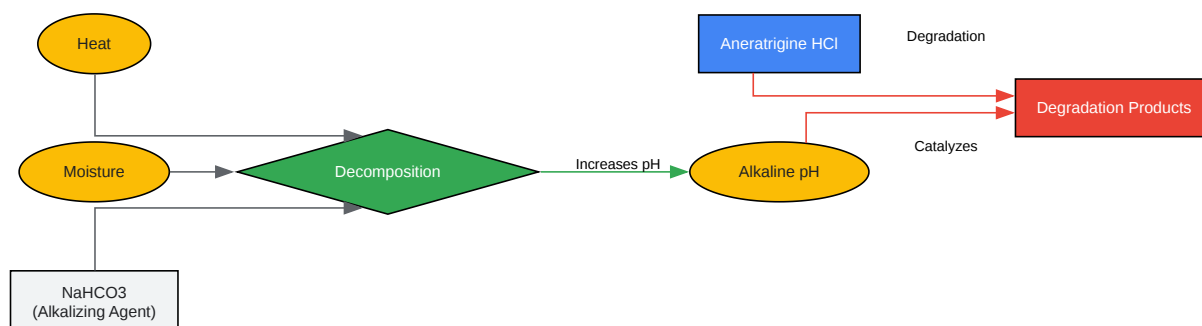 Heat
Aneratrigine HCl
Degradation
Degradation Products
Catalyzes
Moisture
Decomposition
Increases pH
Alkaline pH
NaHCO3
(Alkalizing Agent)